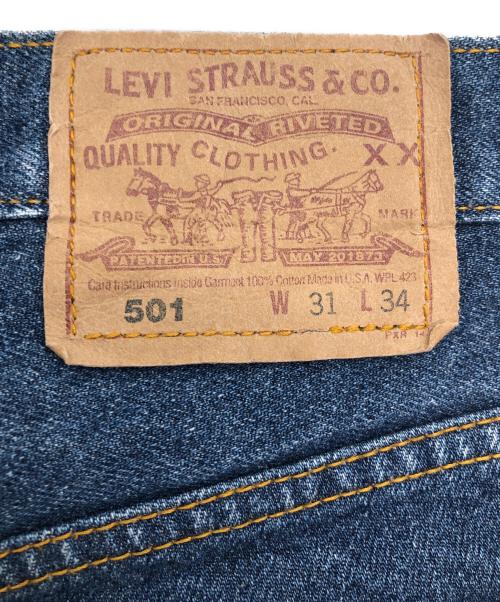 LEVI STRAUSS & CO.
SAN FRANCISCO, CAL.
ORIGINAL RIVETED
QUALITY CLOTHING. X X
TRADE MARK
PATENTED IN U.S. MAY 20 1873
Care Instructions Inside Garment 100% Cotton Made in U.S.A. WPL 423
501 W 31 L 34